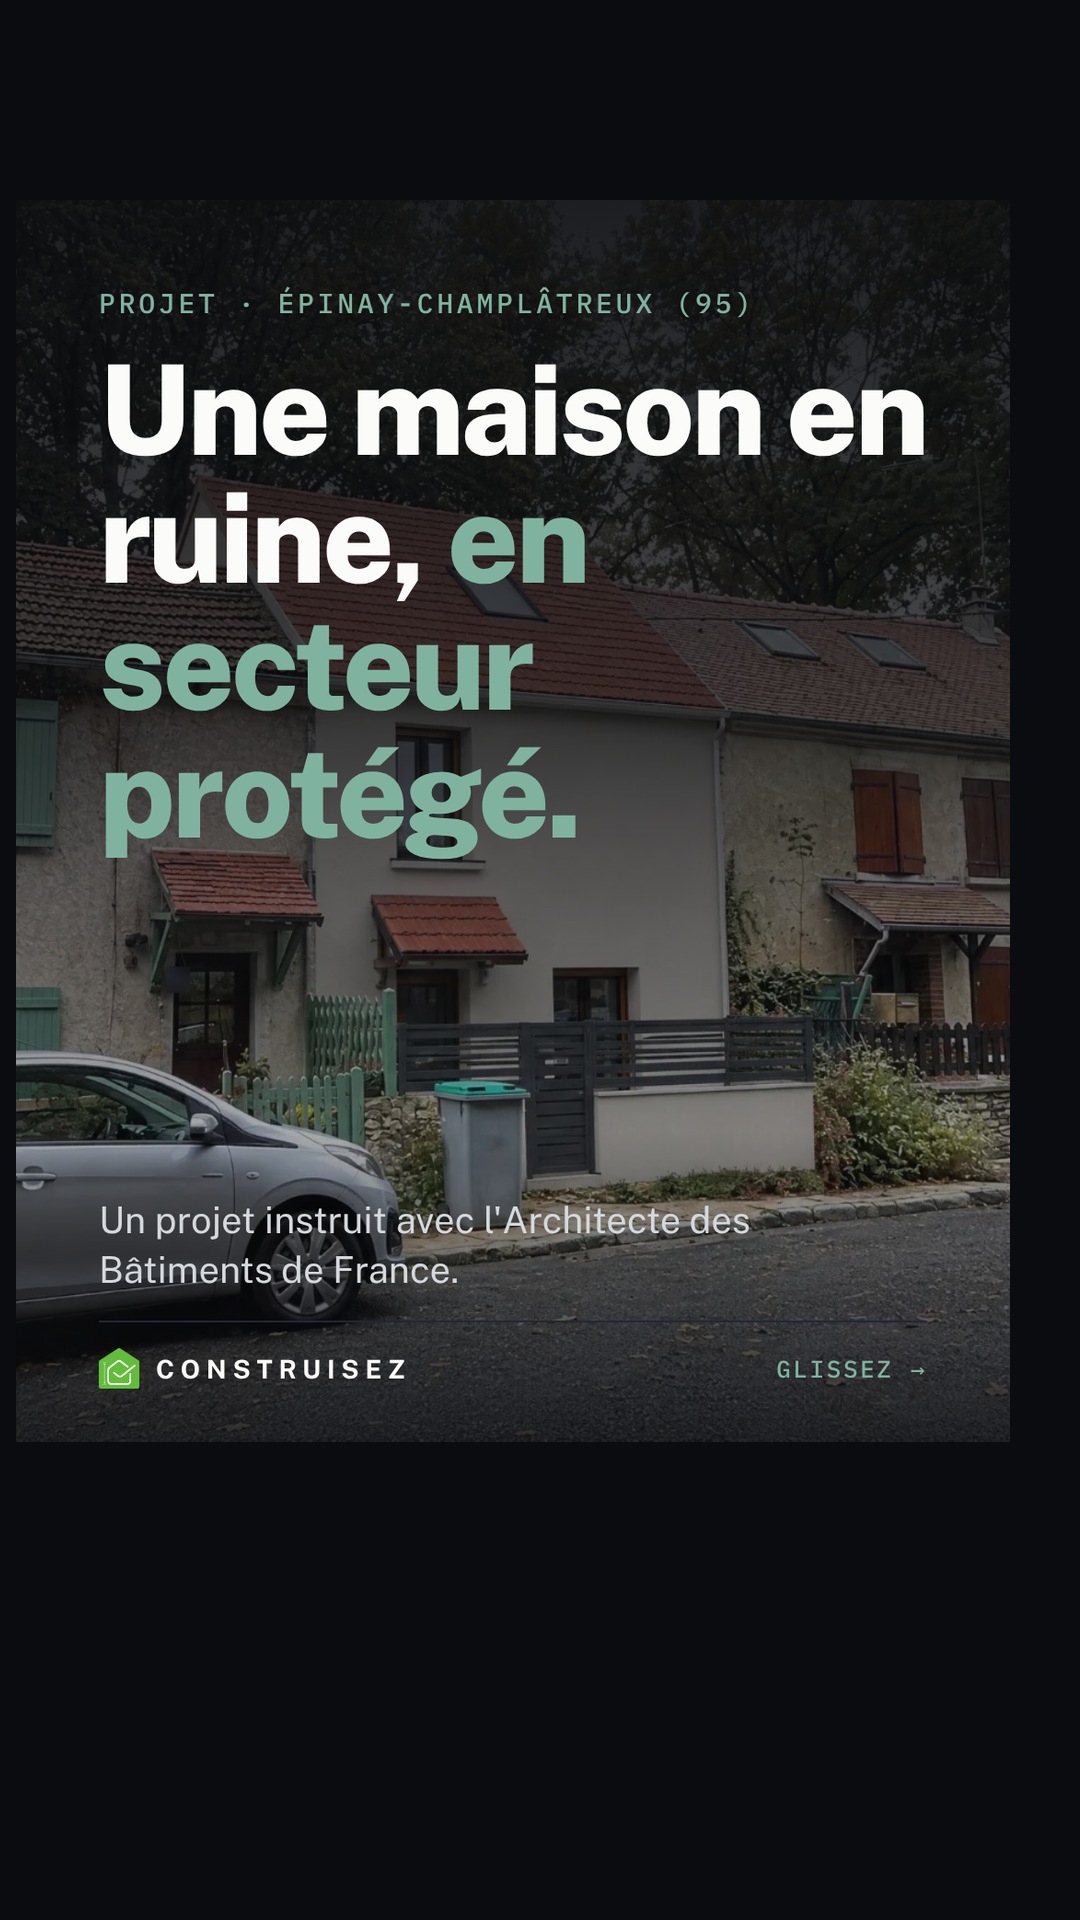 PROJET · ÉPINAY-CHAMPLÂTREUX (95)
Une maison en
ruine, en
secteur
protégé.
Un projet instruit avec l'Architecte des
Bâtiments de France.
CONSTRUISEZ
GLISSEZ →